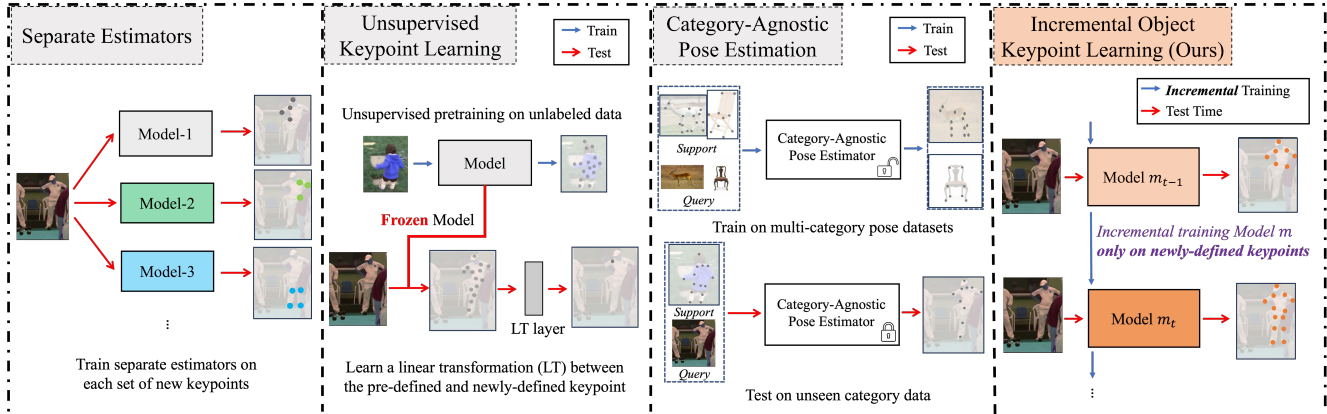 Separate Estimators
Model-1
Model-2
Model-3
...
Train separate estimators on
each set of new keypoints
Unsupervised
Keypoint Learning
Train
Test
Unsupervised pretraining on unlabeled data
Model
Frozen Model
LT layer
Learn a linear transformation (LT) between
the pre-defined and newly-defined keypoint
Category-Agnostic
Pose Estimation
Train
Test
Support
Query
Category-Agnostic
Pose Estimator
Train on multi-category pose datasets
Support
Query
Category-Agnostic
Pose Estimator
Test on unseen category data
Incremental Object
Keypoint Learning (Ours)
Incremental Training
Test Time
Model m_{t−1}
Incremental training Model m
only on newly-defined keypoints
Model m_t
...